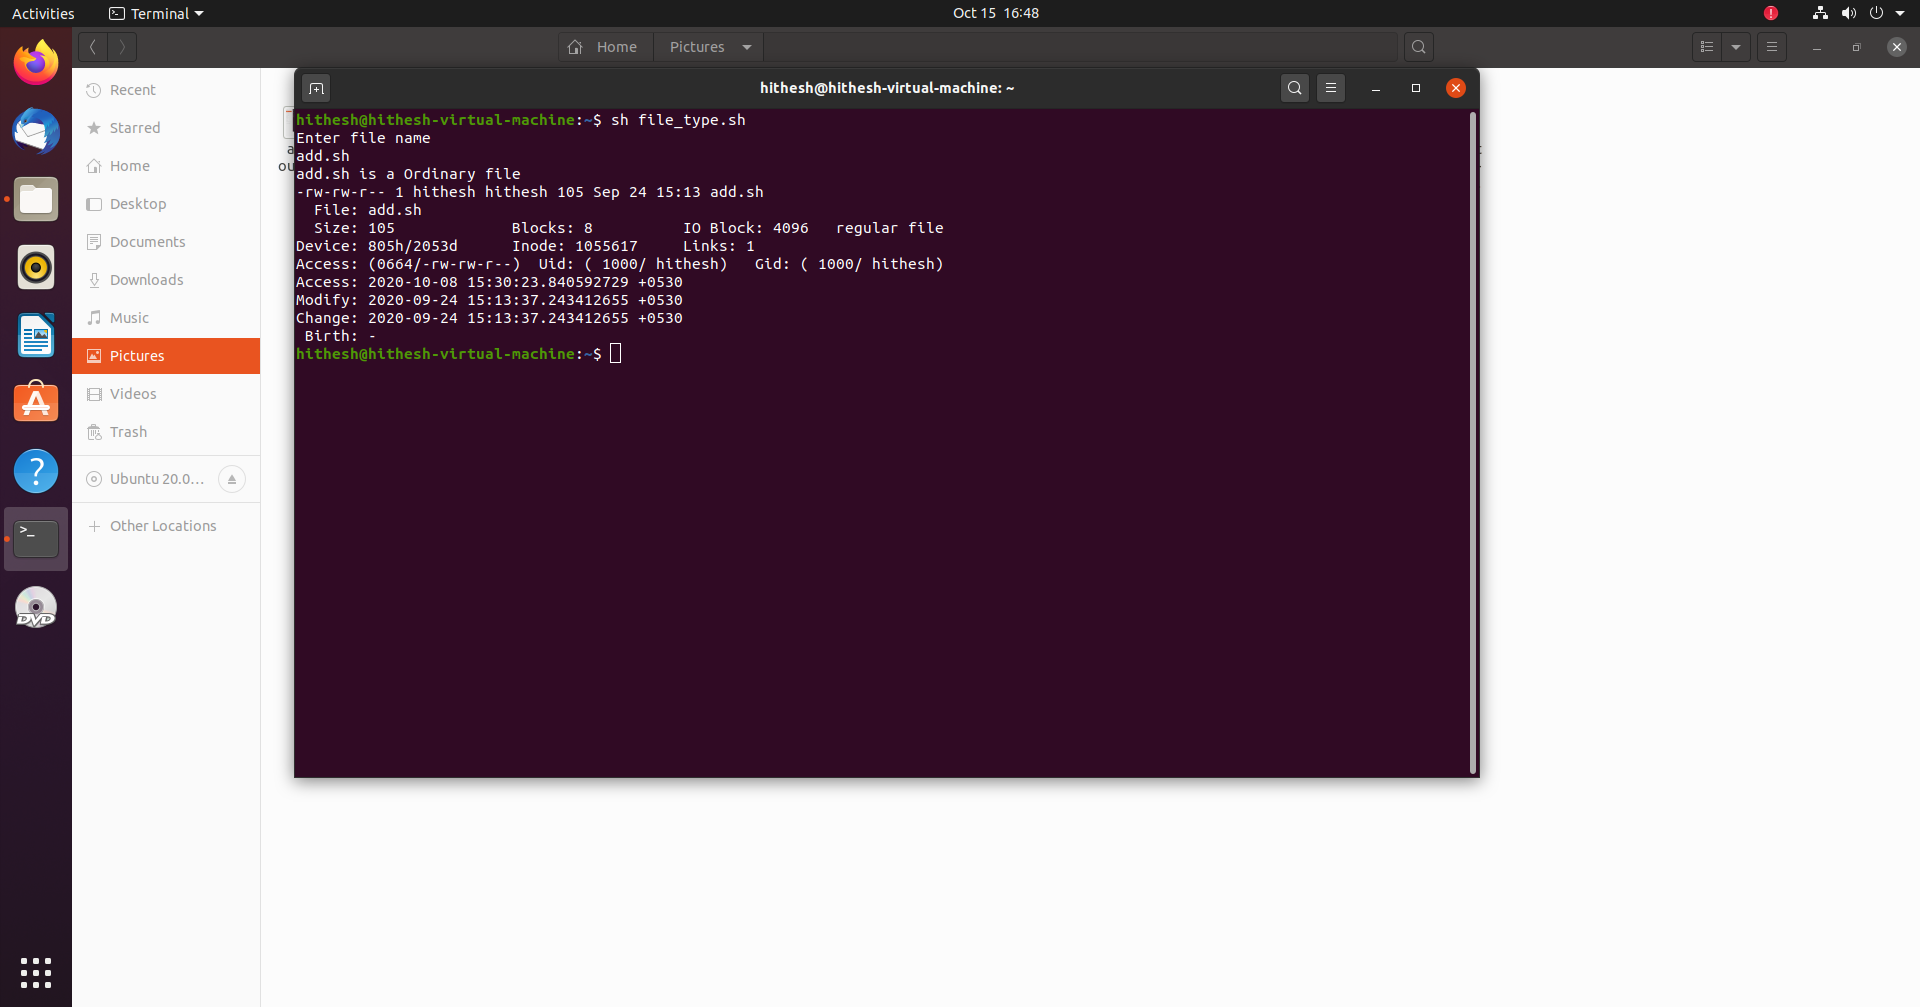 Activities
Terminal
Oct 15 16:48
Home
Pictures
Recent
Starred
Home
Desktop
Documents
Downloads
Music
Pictures
Videos
Trash
Ubuntu 20.0...
Other Locations
DVD
hithesh@hithesh-virtual-machine: ~
hithesh@hithesh-virtual-machine:~$ sh file_type.sh
Enter file name
add.sh
add.sh is a Ordinary file
-rw-rw-r-- 1 hithesh hithesh 105 Sep 24 15:13 add.sh
  File: add.sh
  Size: 105             Blocks: 8          IO Block: 4096   regular file
Device: 805h/2053d      Inode: 1055617     Links: 1
Access: (0664/-rw-rw-r--)  Uid: ( 1000/ hithesh)   Gid: ( 1000/ hithesh)
Access: 2020-10-08 15:30:23.840592729 +0530
Modify: 2020-09-24 15:13:37.243412655 +0530
Change: 2020-09-24 15:13:37.243412655 +0530
 Birth: -
hithesh@hithesh-virtual-machine:~$